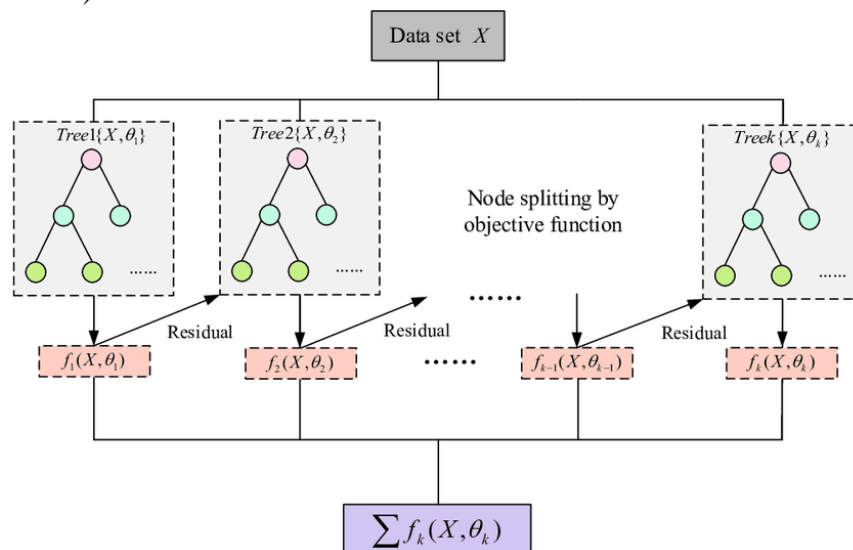 )
Data set X
Tree1{X,θ₁}
Tree2{X,θ₂}
Treek{X,θₖ}
Node splitting by
objective function
......
......
......
......
Residual
Residual
Residual
f₁(X,θ₁)
f₂(X,θ₂)
......
fₖ₋₁(X,θₖ₋₁)
fₖ(X,θₖ)
∑ fₖ(X,θₖ)